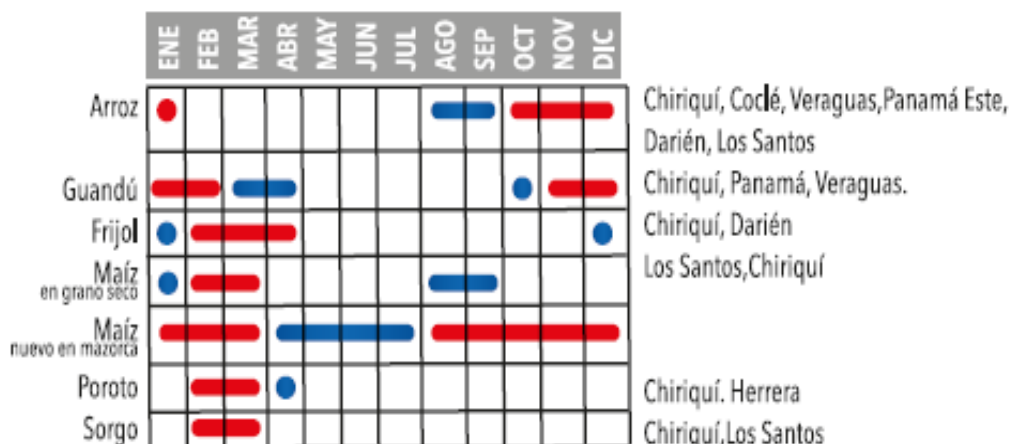 ENE FEB MAR ABR MAY JUN JUL AGO SEP OCT NOV DIC
Arroz Chiriquí, Coclé, Veraguas,Panamá Este,
Darién, Los Santos
Guandú Chiriquí, Panamá, Veraguas.
Frijol Chiriquí, Darién
Maíz Los Santos,Chiriquí
en grano seco
Maíz
nuevo en mazorca
Poroto Chiriquí. Herrera
Sorgo Chiriquí,Los Santos